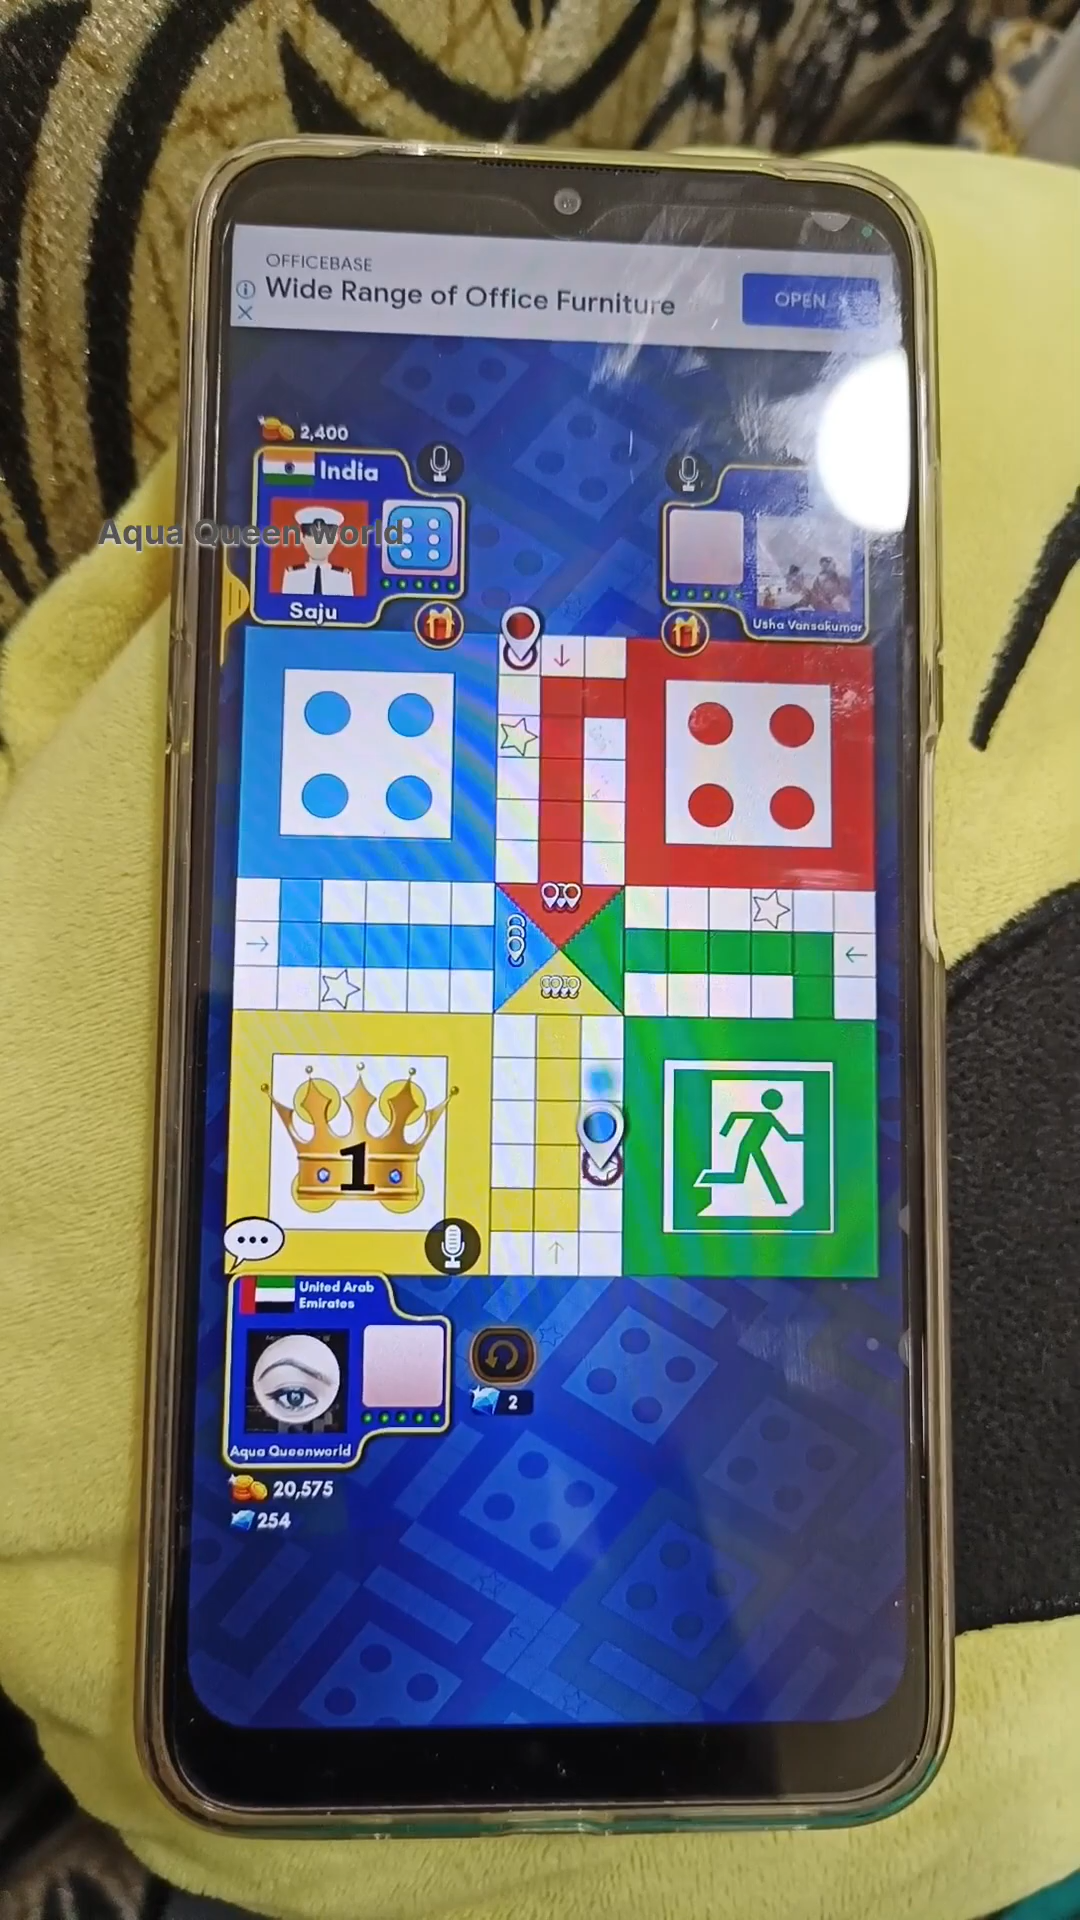 OFFICEBASE
Wide Range of Office Furniture
OPEN
2,400
India
Aqua Queen world
Saju
Usha Vansakumar
1
United Arab
Emirates
2
Aqua Queenworld
20,575
254